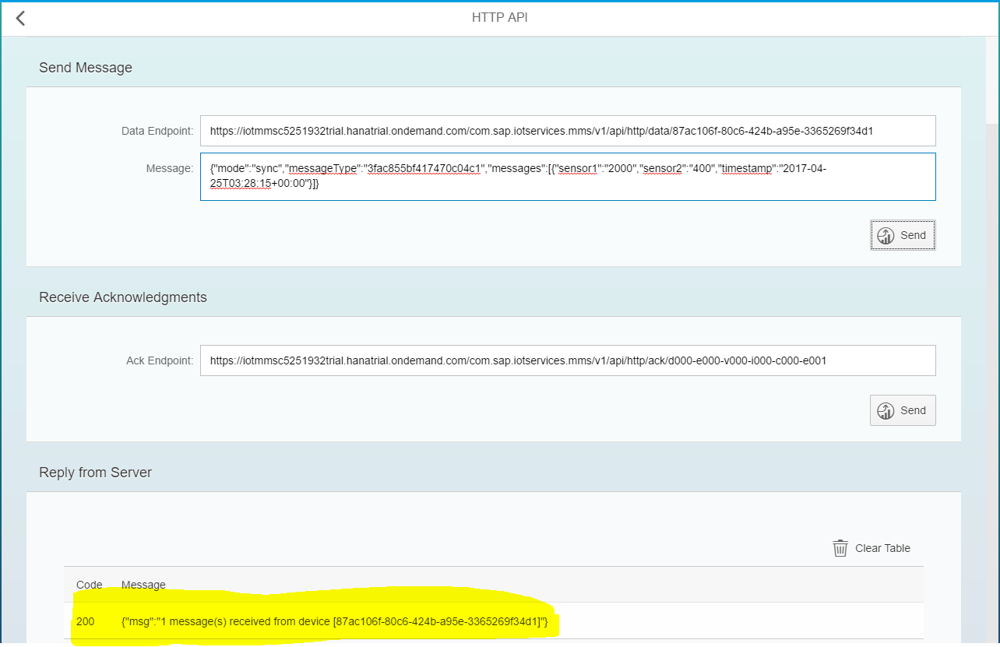 HTTP API
Send Message
Data Endpoint: https://iotmmsc5251932trial.hanatrial.ondemand.com/com.sap.iotservices.mms/v1/api/http/data/87ac106f-80c6-424b-a95e-3365269f34d1
Message: {"mode":"sync","messageType":"3fac855bf417470c04c1","messages":[{"sensor1":"2000","sensor2":"400","timestamp":"2017-04-
25T03:28:15+00:00"}]}
Send
Receive Acknowledgments
Ack Endpoint: https://iotmmsc5251932trial.hanatrial.ondemand.com/com.sap.iotservices.mms/v1/api/http/ack/d000-e000-v000-i000-c000-e001
Send
Reply from Server
Clear Table
Code Message
200 {"msg":"1 message(s) received from device [87ac106f-80c6-424b-a95e-3365269f34d1]"}